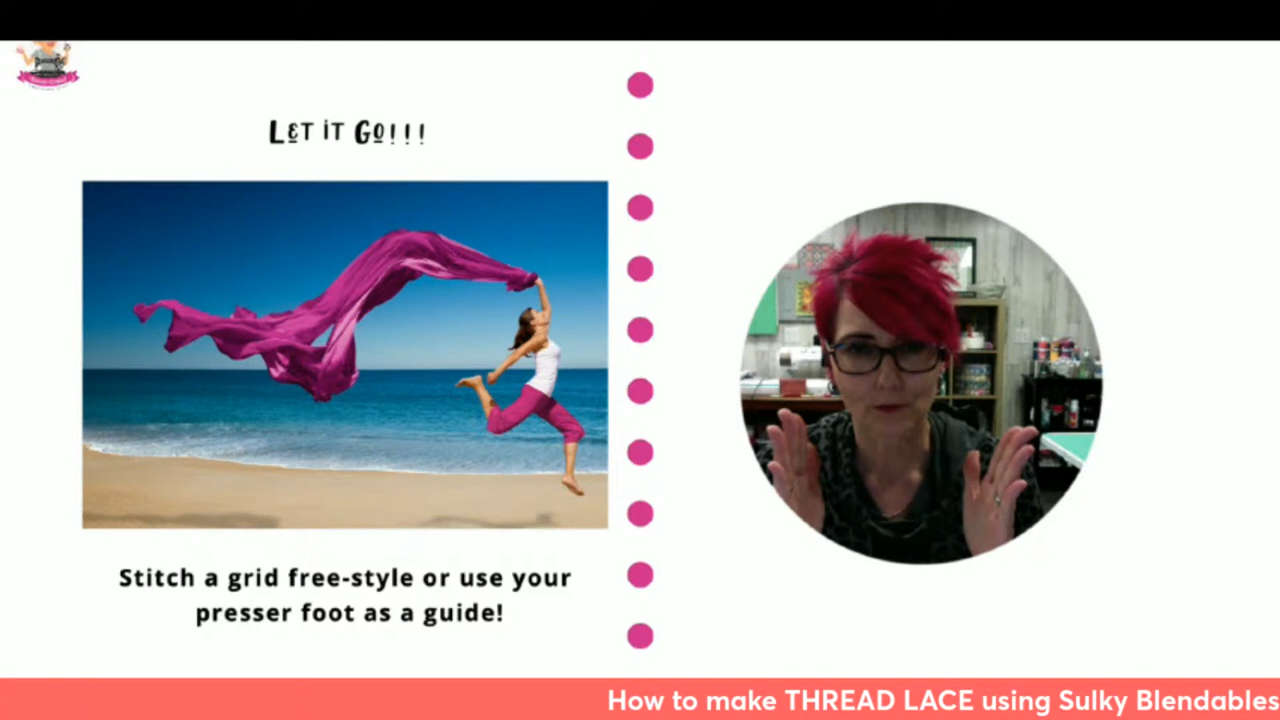 LET iT GO!!!
Stitch a grid free-style or use your
presser foot as a guide!
How to make THREAD LACE using Sulky Blendables